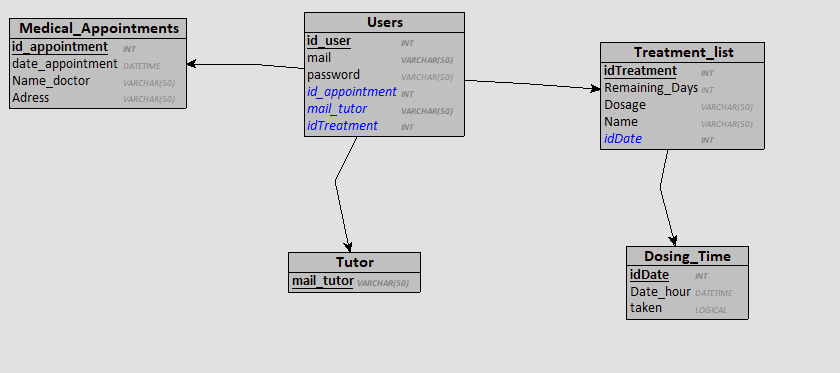 Medical_Appointments
id_appointment INT
date_appointment DATETIME
Name_doctor VARCHAR(50)
Adress VARCHAR(50)
Users
id_user INT
mail VARCHAR(50)
password VARCHAR(50)
id_appointment INT
mail_tutor VARCHAR(50)
idTreatment INT
Treatment_list
idTreatment INT
Remaining_Days INT
Dosage VARCHAR(50)
Name VARCHAR(50)
idDate INT
Tutor
mail_tutor VARCHAR(50)
Dosing_Time
idDate INT
Date_hour DATETIME
taken LOGICAL